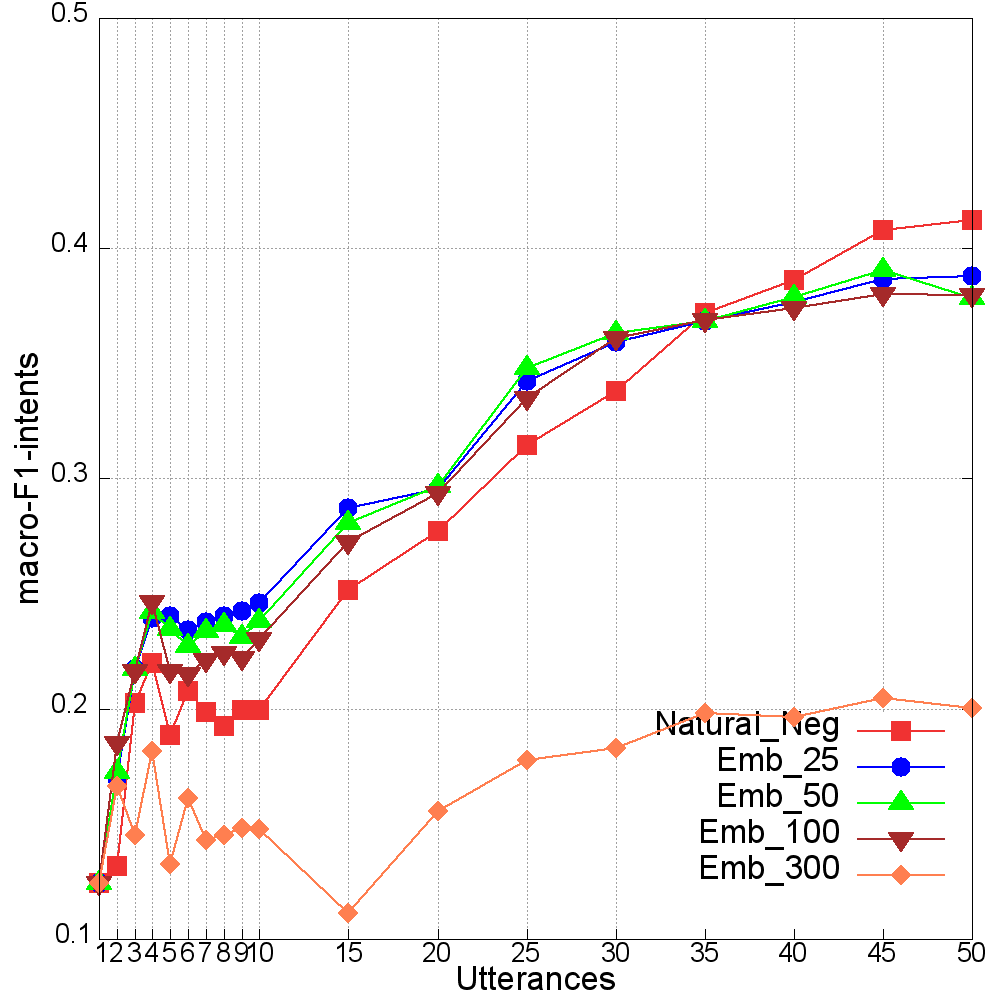 0.5
0.4
0.3
0.2
0.1
macro-F1-intents
Natural_Neg
Emb_25
Emb_50
Emb_100
Emb_300
1 2 3 4 5 6 7 8 9 10 15 20 25 30 35 40 45 50
Utterances